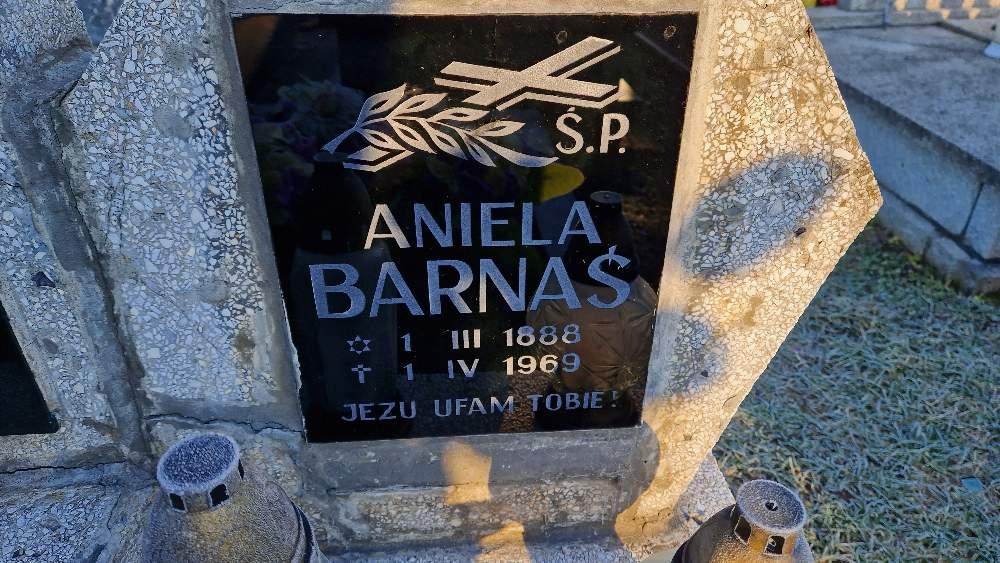 Ś.P.
ANIELA
BARNAŚ
✡ 1 III 1888
✝ 1 IV 1969
JEZU UFAM TOBIE!